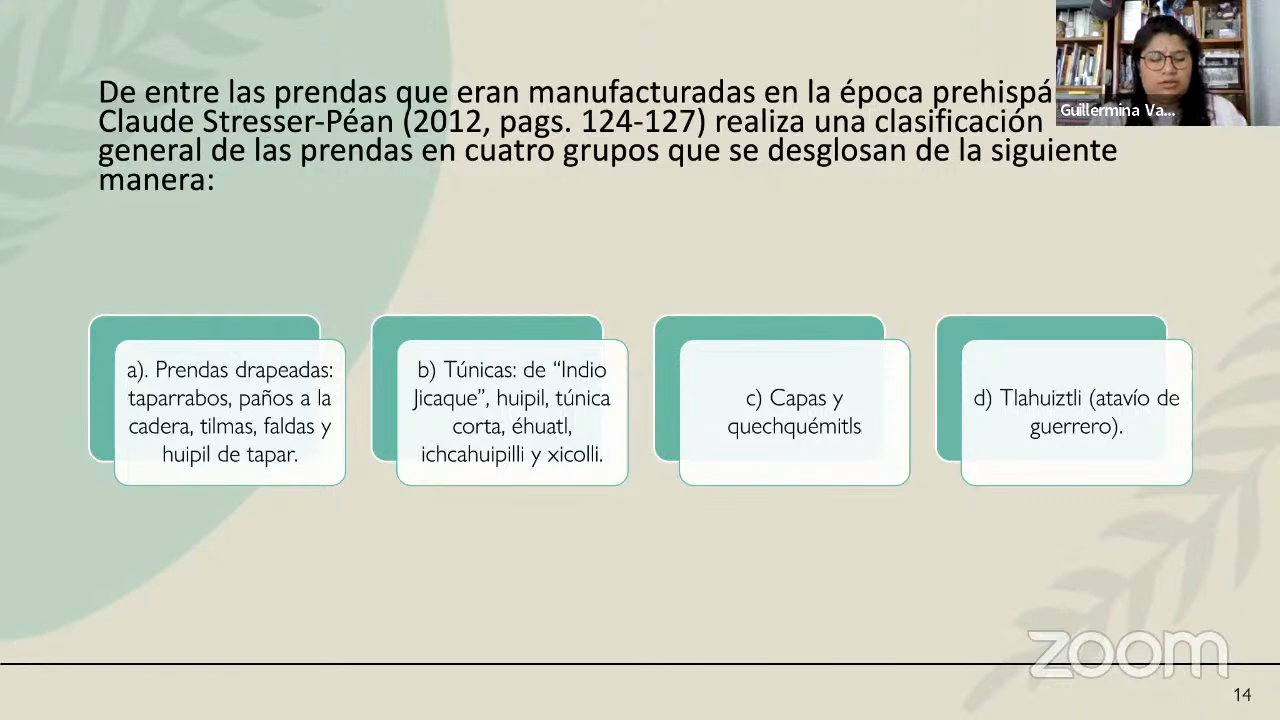 De entre las prendas que eran manufacturadas en la época prehispá
Claude Stresser-Péan (2012, pags. 124-127) realiza una clasificación
general de las prendas en cuatro grupos que se desglosan de la siguiente
manera:
Guillermina Va...
a). Prendas drapeadas:
taparrabos, paños a la
cadera, tilmas, faldas y
huipil de tapar.
b) Túnicas: de “Indio
Jicaque”, huipil, túnica
corta, éhuatl,
ichcahuipilli y xicolli.
c) Capas y
quechquémitls
d) Tlahuiztli (atavío de
guerrero).
zoom
14